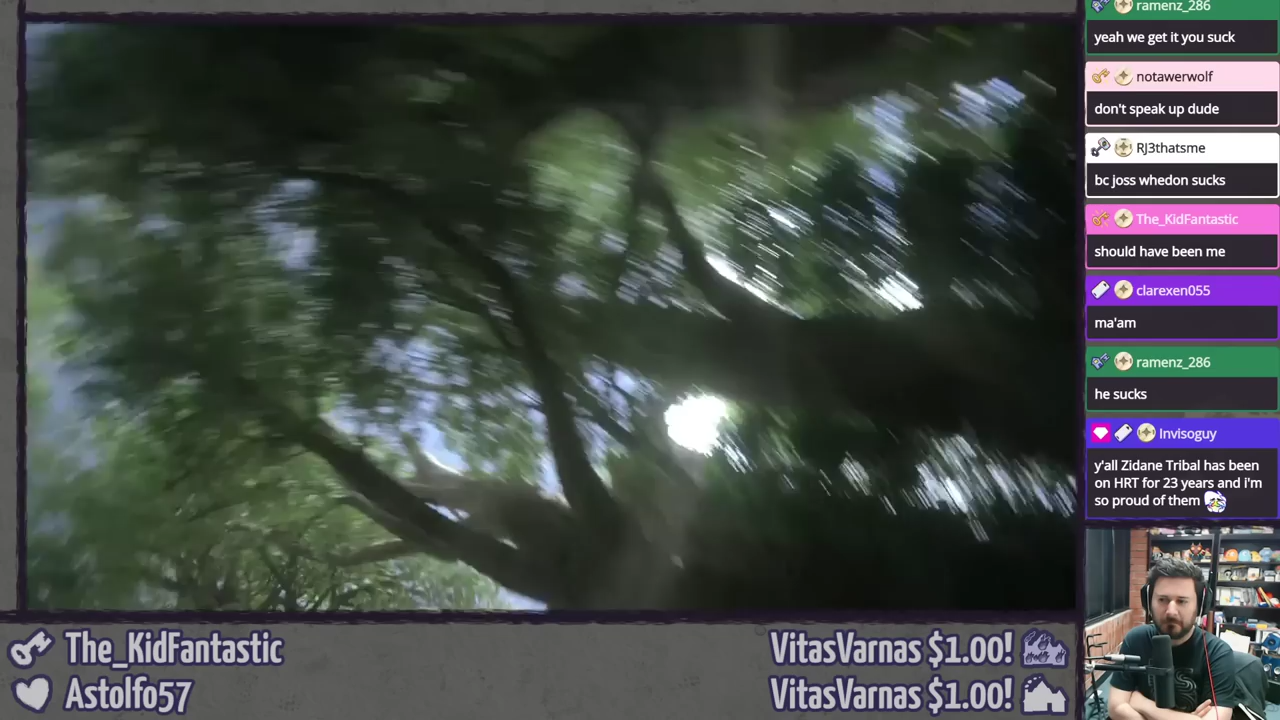 ramenz_286
yeah we get it you suck
notawerwolf
don't speak up dude
RJ3thatsme
bc joss whedon sucks
The_KidFantastic
should have been me
clarexen055
ma'am
ramenz_286
he sucks
Invisoguy
y'all Zidane Tribal has been
on HRT for 23 years and i'm
so proud of them
The_KidFantastic
Astolfo57
VitasVarnas $1.00!
VitasVarnas $1.00!